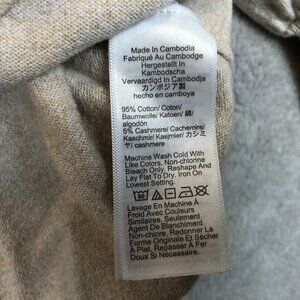 Made In Cambodia
Fabriqué Au Cambodge
Hergestellt In
Kambodscha
Vervaardigd In Cambodja
カンボジア製
hecho en camboya
95% Cotton/ Coton/
Baumwolle/ Katoen/ 綿/
algodón
5% Cashmere/ Cachemire/
Kaschmir/ Kasjmier/ カシミ
ヤ/ cashmere
Machine Wash Cold With
Like Colors. Non-chlorine
Bleach Only. Reshape And
Lay Flat To Dry. Iron On
Lowest Setting.
30
Lavage En Machine À
Froid Avec Couleurs
Similaires, Seulement
Agent De Blanchiment
Non-chlore. Redonner La
Forme Original Et Sécher
À La Plat. Repasser À Fer
Doux Si Nécessaire.